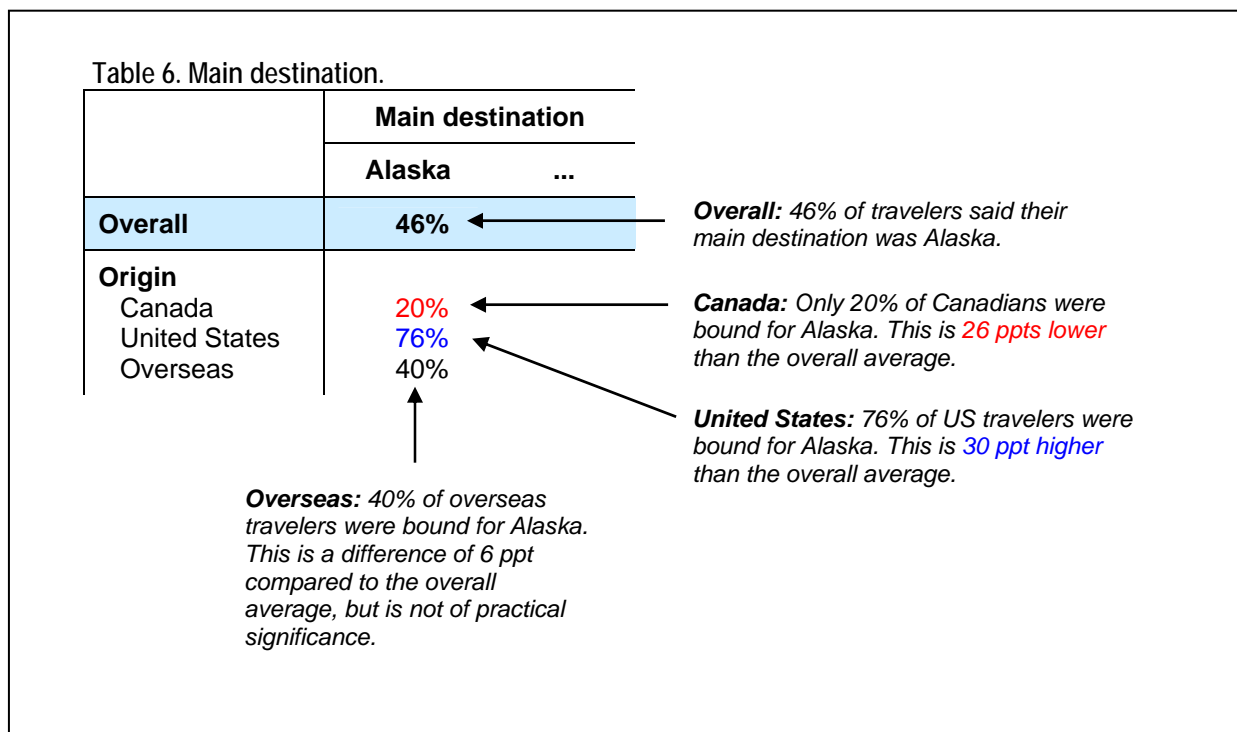 Table 6. Main destination.
Main destination
Alaska ...
Overall 46%
Origin
Canada 20%
United States 76%
Overseas 40%
Overall: 46% of travelers said their
main destination was Alaska.
Canada: Only 20% of Canadians were
bound for Alaska. This is 26 ppts lower
than the overall average.
United States: 76% of US travelers were
bound for Alaska. This is 30 ppt higher
than the overall average.
Overseas: 40% of overseas
travelers were bound for Alaska.
This is a difference of 6 ppt
compared to the overall
average, but is not of practical
significance.